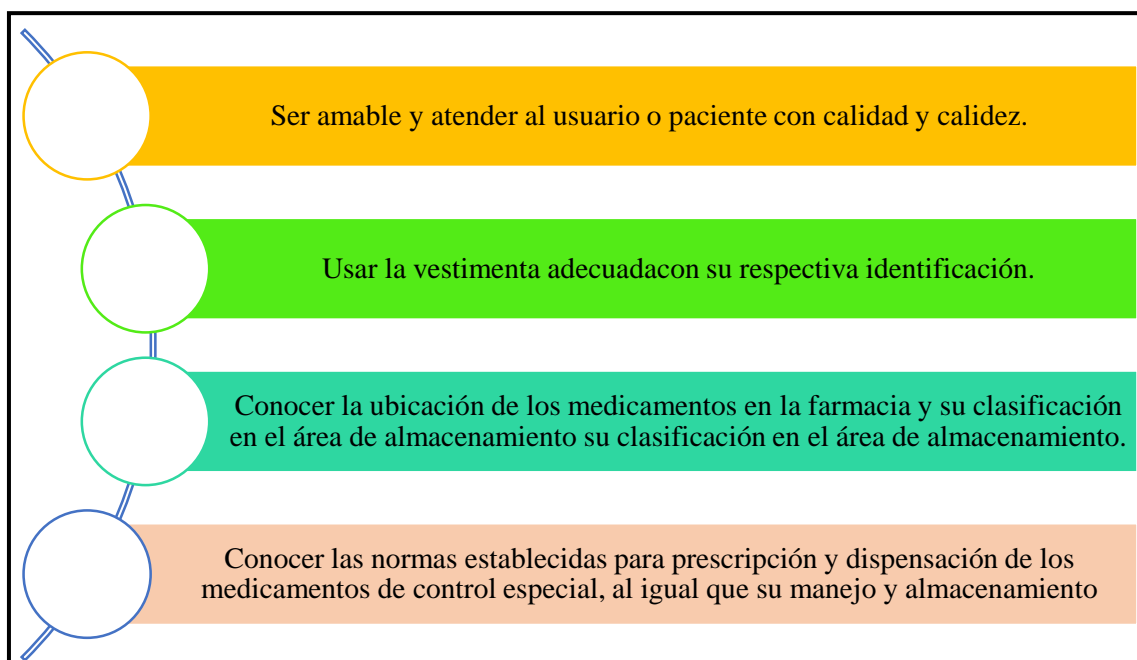 Ser amable y atender al usuario o paciente con calidad y calidez.
Usar la vestimenta adecuadacon su respectiva identificación.
Conocer la ubicación de los medicamentos en la farmacia y su clasificación
en el área de almacenamiento su clasificación en el área de almacenamiento.
Conocer las normas establecidas para prescripción y dispensación de los
medicamentos de control especial, al igual que su manejo y almacenamiento